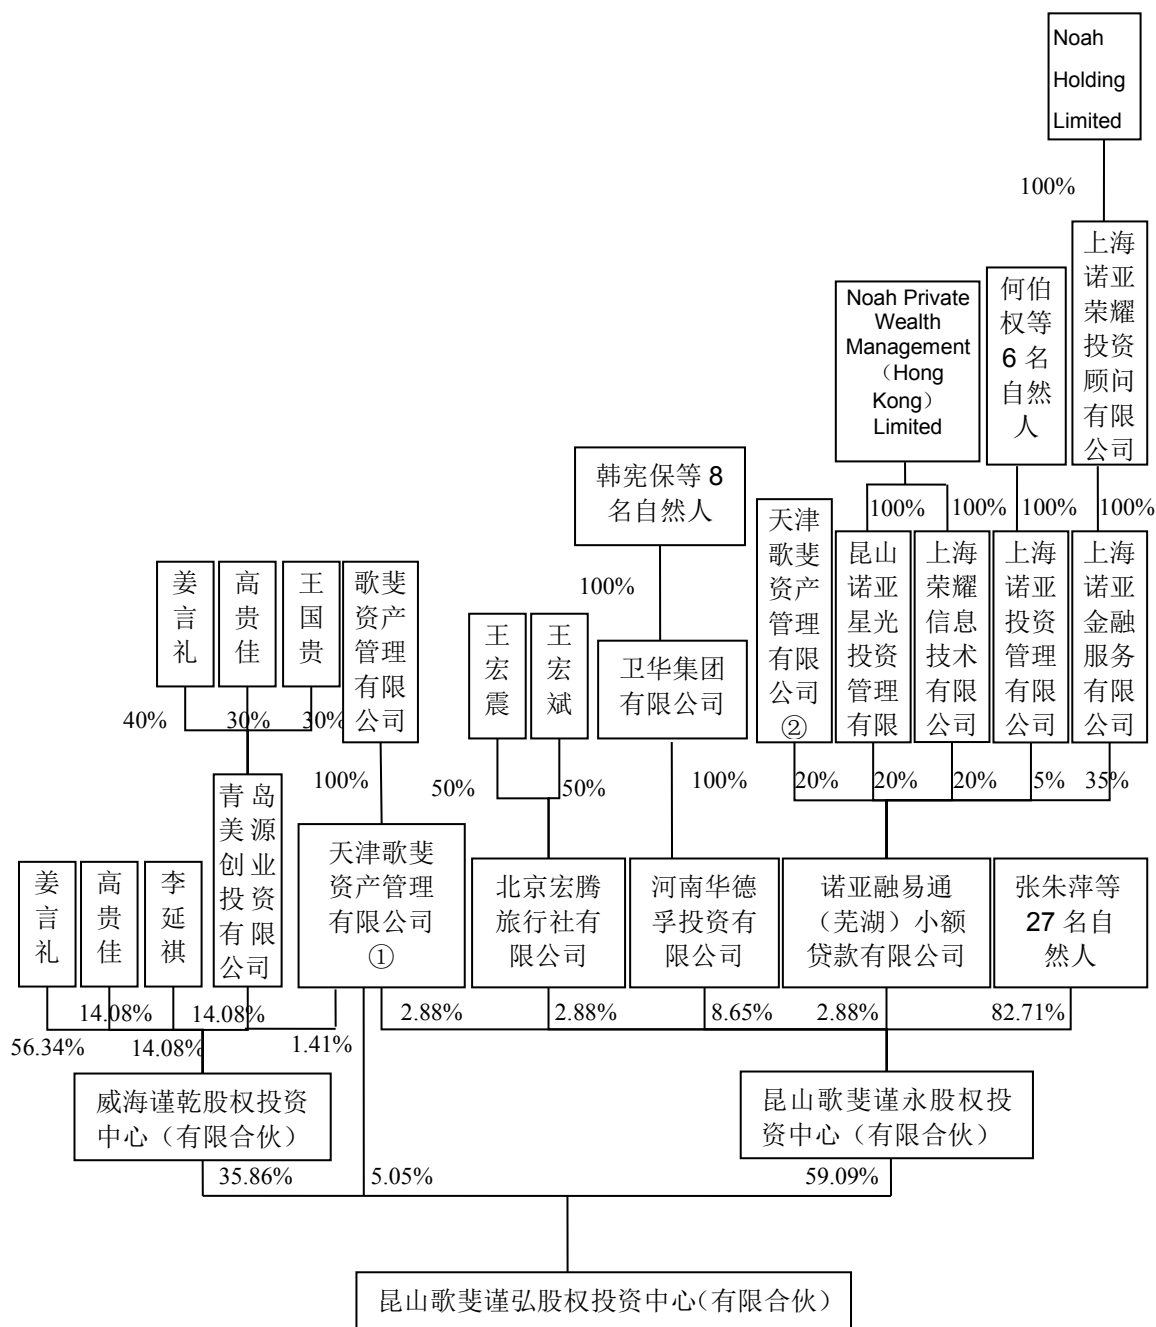 Noah
Holding
Limited
100%
上海
诺亚
荣耀
投资
顾问
有限
公司
Noah Private
Wealth
Management
（Hong
Kong）
Limited
何伯
权等
6 名
自然
人
韩宪保等 8
名自然人
100%
100%
100%
100%
100%
天津
歌斐
资产
管理
有限
公司
②
昆山
诺亚
星光
投资
管理
有限
上海
荣耀
信息
技术
有限
公司
上海
诺亚
投资
管理
有限
公司
上海
诺亚
金融
服务
有限
公司
姜
言
礼
高
贵
佳
王
国
贵
歌斐
资产
管理
有限
公司
王
宏
震
王
宏
斌
卫华集团
有限公司
40%
30%
30%
100%
50%
50%
100%
20%
20%
20%
5%
35%
姜
言
礼
高
贵
佳
李
延
祺
青岛
美源
创业
投资
有限
公司
天津歌斐
资产管理
有限公司
①
北京宏腾
旅行社有
限公司
河南华德
孚投资有
限公司
诺亚融易通
（芜湖）小额
贷款有限公司
张朱萍等
27 名自
然人
56.34%
14.08%
14.08%
14.08%
1.41%
2.88%
2.88%
8.65%
2.88%
82.71%
威海谨乾股权投资
中心（有限合伙）
昆山歌斐谨永股权投
资中心（有限合伙）
35.86%
5.05%
59.09%
昆山歌斐谨弘股权投资中心(有限合伙)